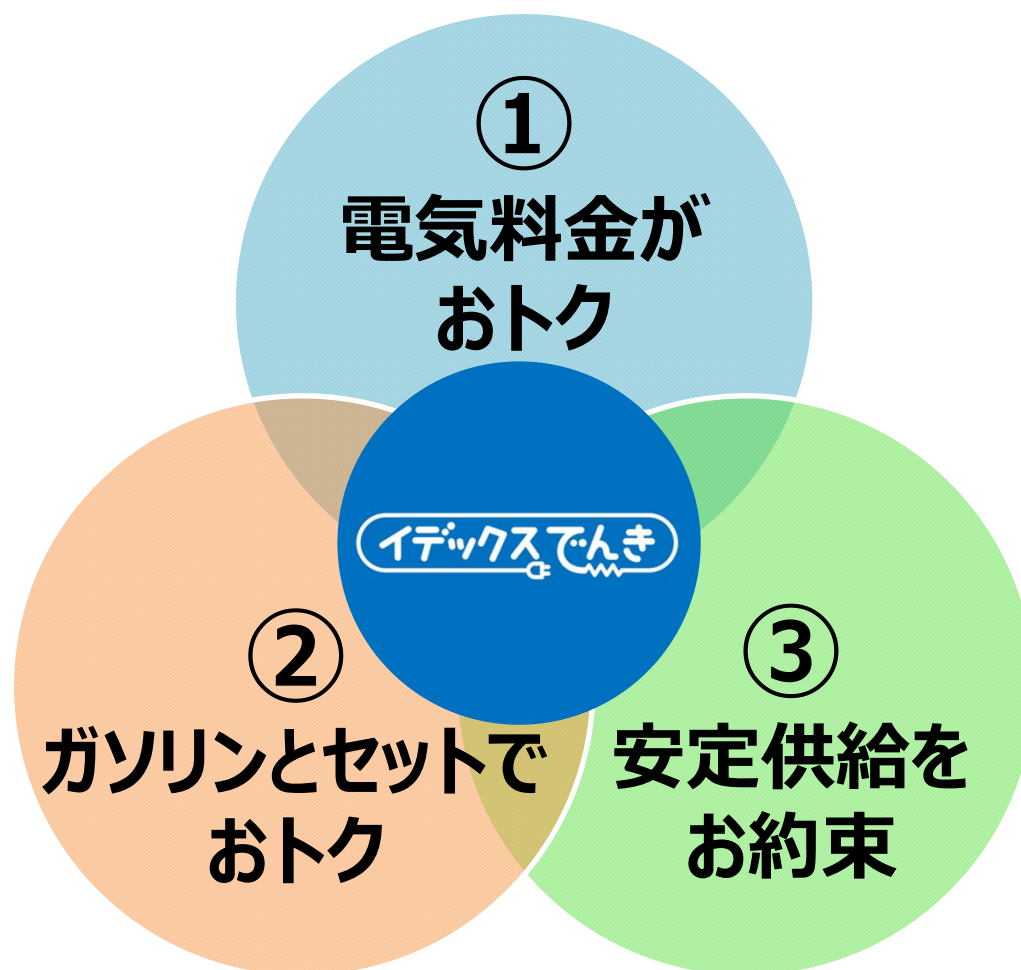 ①
電気料金が
おトク
イデックスでんき
②
ガソリンとセットで
おトク
③
安定供給を
お約束